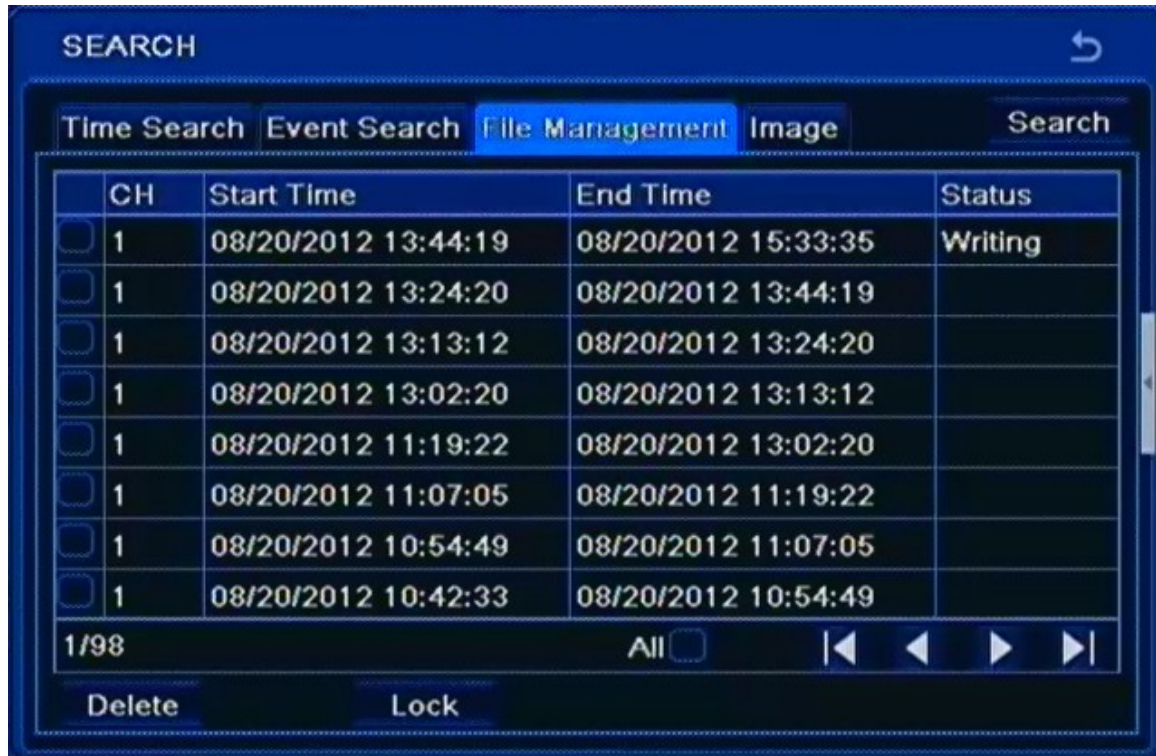 SEARCH
Time Search Event Search File Management Image Search
CH Start Time End Time Status
1 08/20/2012 13:44:19 08/20/2012 15:33:35 Writing
1 08/20/2012 13:24:20 08/20/2012 13:44:19
1 08/20/2012 13:13:12 08/20/2012 13:24:20
1 08/20/2012 13:02:20 08/20/2012 13:13:12
1 08/20/2012 11:19:22 08/20/2012 13:02:20
1 08/20/2012 11:07:05 08/20/2012 11:19:22
1 08/20/2012 10:54:49 08/20/2012 11:07:05
1 08/20/2012 10:42:33 08/20/2012 10:54:49
1/98 All
Delete Lock